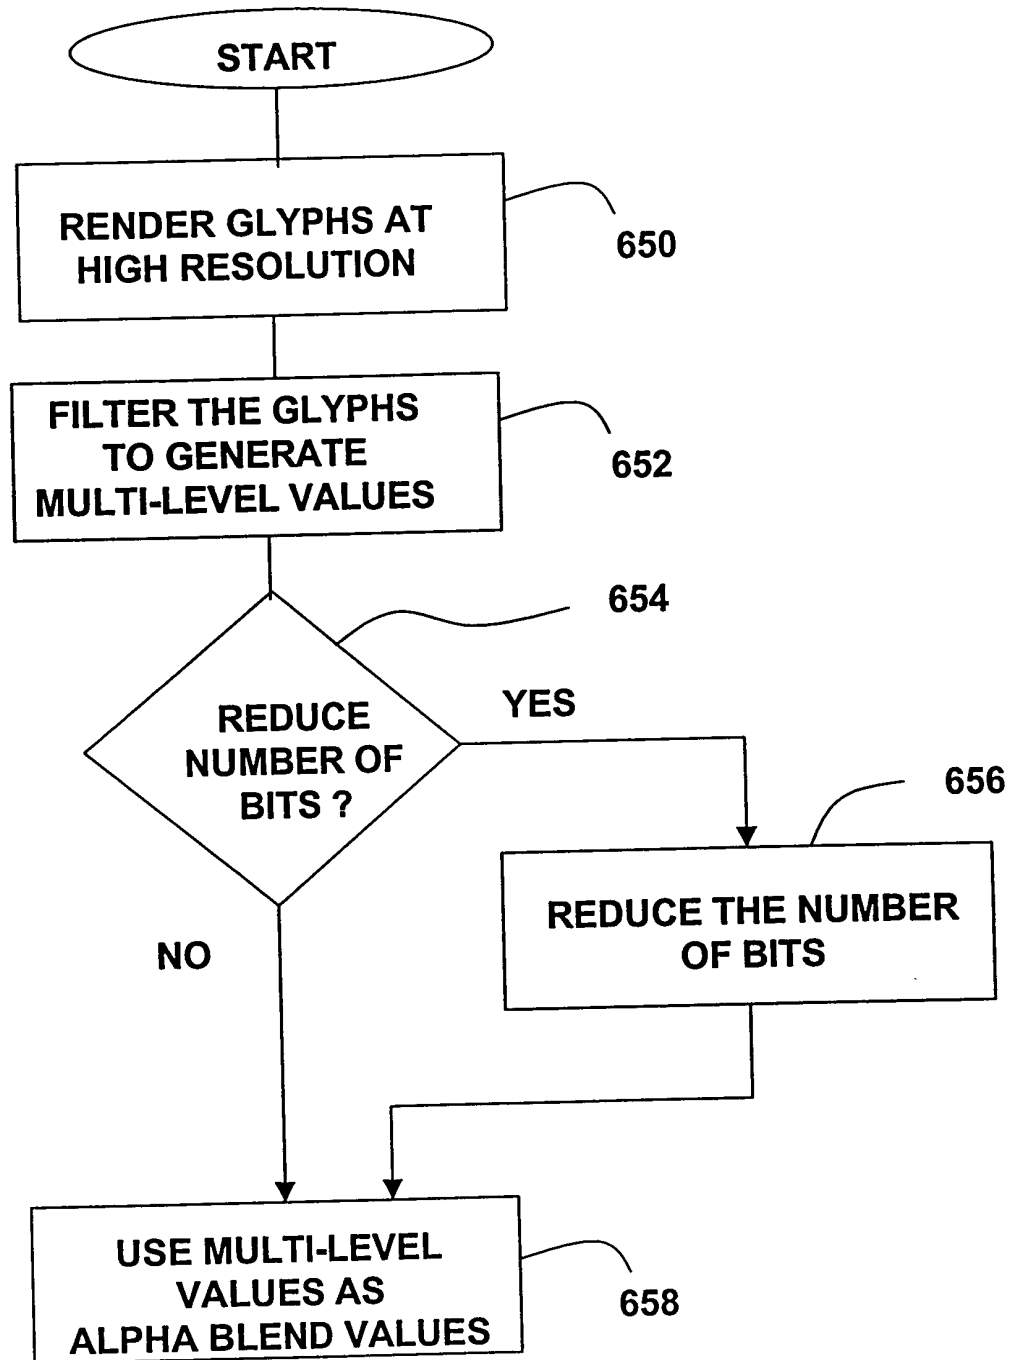 START
RENDER GLYPHS AT
HIGH RESOLUTION
650
FILTER THE GLYPHS
TO GENERATE
MULTI-LEVEL VALUES
652
654
REDUCE
NUMBER OF
BITS ?
YES
656
REDUCE THE NUMBER
OF BITS
NO
USE MULTI-LEVEL
VALUES AS
ALPHA BLEND VALUES
658